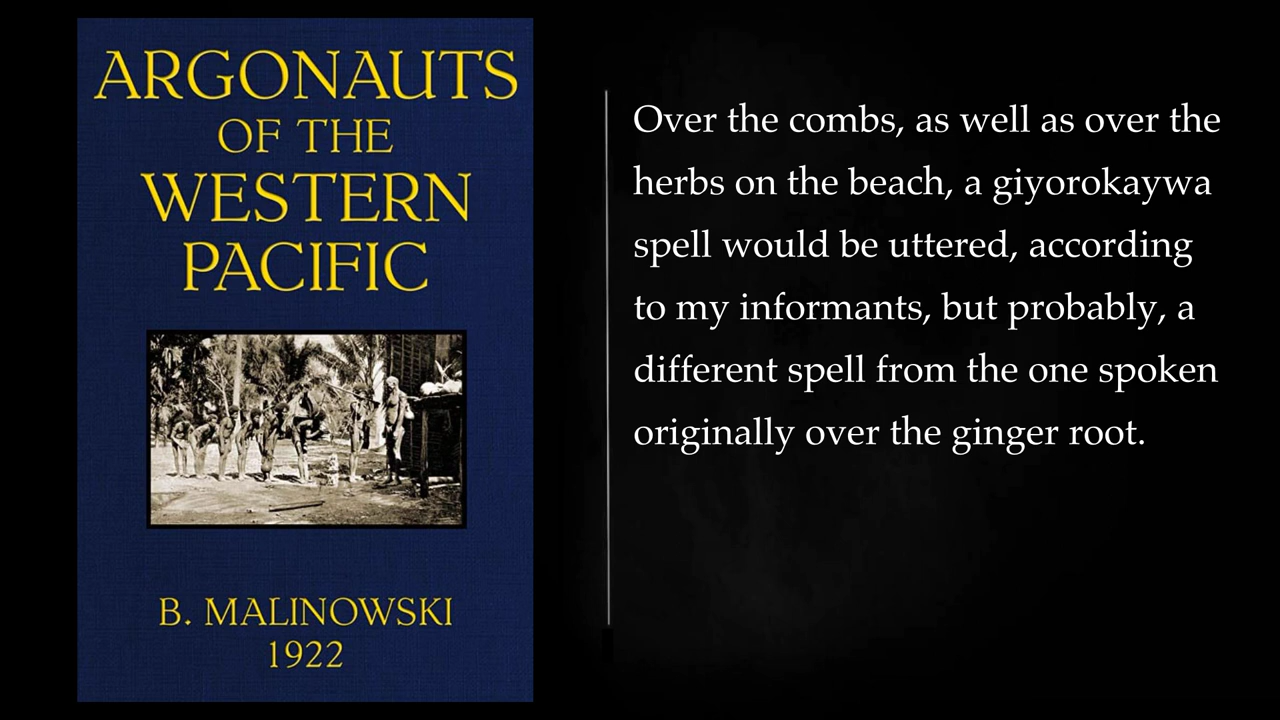 ARGONAUTS
OF THE
WESTERN
PACIFIC
B. MALINOWSKI
1922
Over the combs, as well as over the
herbs on the beach, a giyorokaywa
spell would be uttered, according
to my informants, but probably, a
different spell from the one spoken
originally over the ginger root.